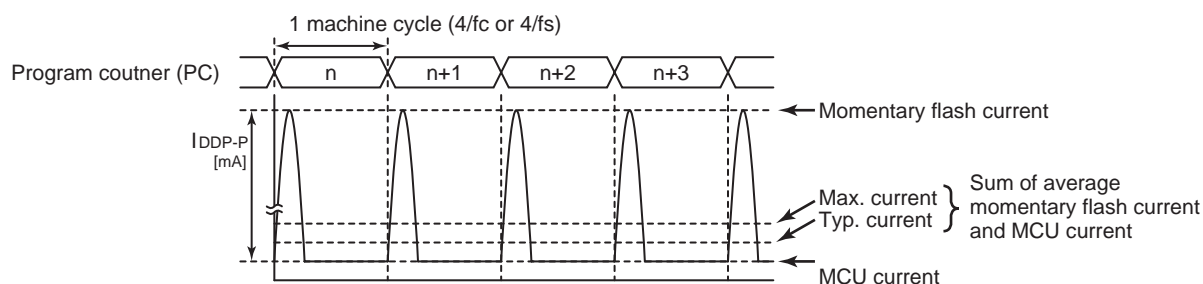 1 machine cycle (4/fc or 4/fs)
Program coutner (PC)
n
n+1
n+2
n+3
Momentary flash current
IDDP-P
[mA]
Max. current
Typ. current
Sum of average
momentary flash current
and MCU current
MCU current